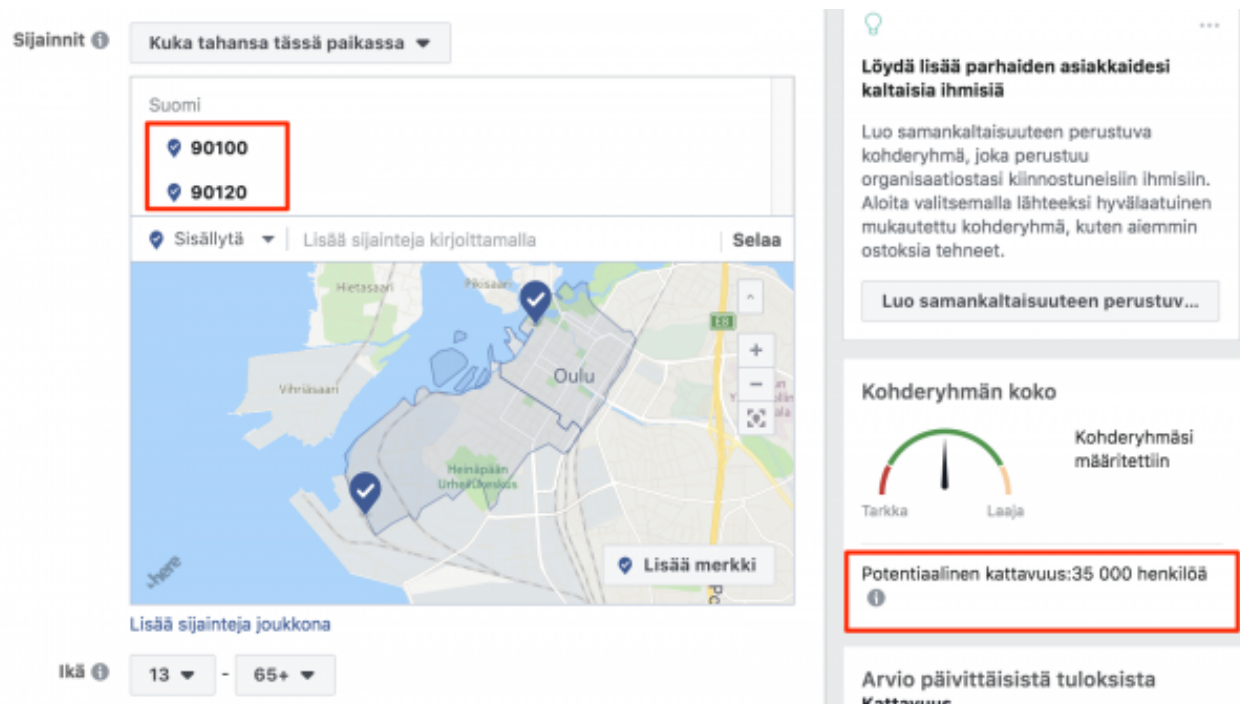 Sijainnit
Kuka tahansa tässä paikassa
Suomi
90100
90120
Sisällytä
Lisää sijainteja kirjoittamalla
Selaa
Hietasaari
Pikisaari
E8
Oulu
Vihreäsaari
Heinäpään
Urheilukeskus
.here
Lisää merkki
Lisää sijainteja joukkona
Ikä
13
-
65+
Löydä lisää parhaiden asiakkaidesi
kaltaisia ihmisiä
Luo samankaltaisuuteen perustuva
kohderyhmä, joka perustuu
organisaatiostasi kiinnostuneisiin ihmisiin.
Aloita valitsemalla lähteeksi hyvälaatuinen
mukautettu kohderyhmä, kuten aiemmin
ostoksia tehneet.
Luo samankaltaisuuteen perustuv...
Kohderyhmän koko
Kohderyhmäsi
määritettiin
Tarkka
Laaja
Potentiaalinen kattavuus:35 000 henkilöä
Arvio päivittäisistä tuloksista
Kattavuus